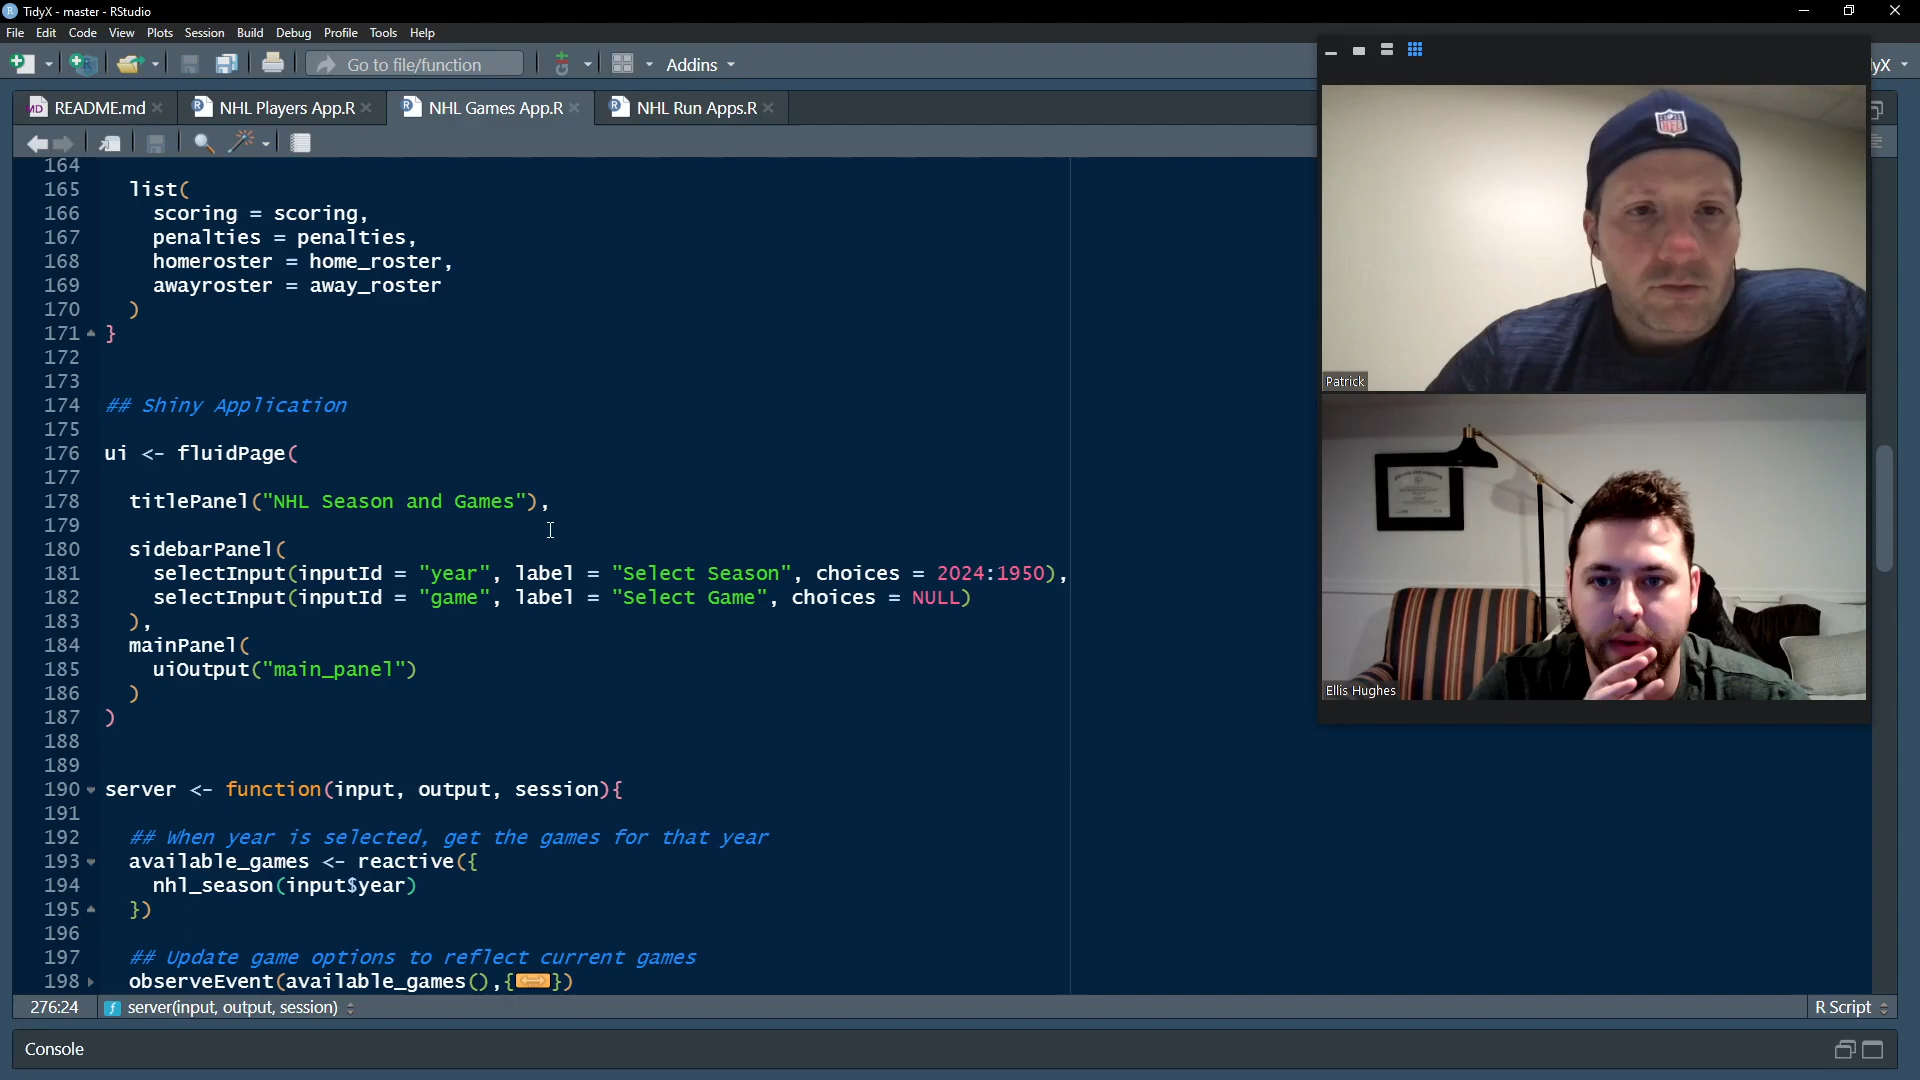 TidyX - master - RStudio
File Edit Code View Plots Session Build Debug Profile Tools Help
Go to file/function
Addins
yX
README.md
NHL Players App.R
NHL Games App.R
NHL Run Apps.R
164
165 list(
166 scoring = scoring,
167 penalties = penalties,
168 homeroster = home_roster,
169 awayroster = away_roster
170 )
171 }
172
173
174 ## Shiny Application
175
176 ui <- fluidPage(
177
178 titlePanel("NHL Season and Games"),
179
180 sidebarPanel(
181 selectInput(inputId = "year", label = "Select Season", choices = 2024:1950),
182 selectInput(inputId = "game", label = "Select Game", choices = NULL)
183 ),
184 mainPanel(
185 uiOutput("main_panel")
186 )
187 )
188
189
190 server <- function(input, output, session){
191
192 ## When year is selected, get the games for that year
193 available_games <- reactive({
194 nhl_season(input$year)
195 })
196
197 ## Update game options to reflect current games
198 observeEvent(available_games(),{})
276:24 server(input, output, session) R Script
Console
NFL
Patrick
Ellis Hughes